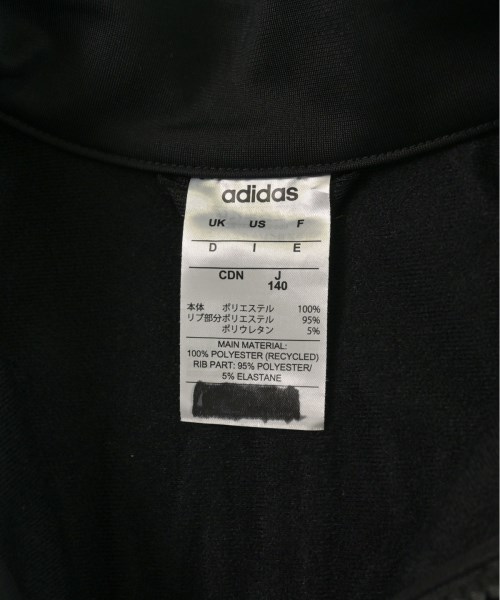 adidas
UK US F
D I E
CDN J
140
本体 ポリエステル 100%
リブ部分ポリエステル 95%
ポリウレタン 5%
MAIN MATERIAL:
100% POLYESTER (RECYCLED)
RIB PART: 95% POLYESTER/
5% ELASTANE